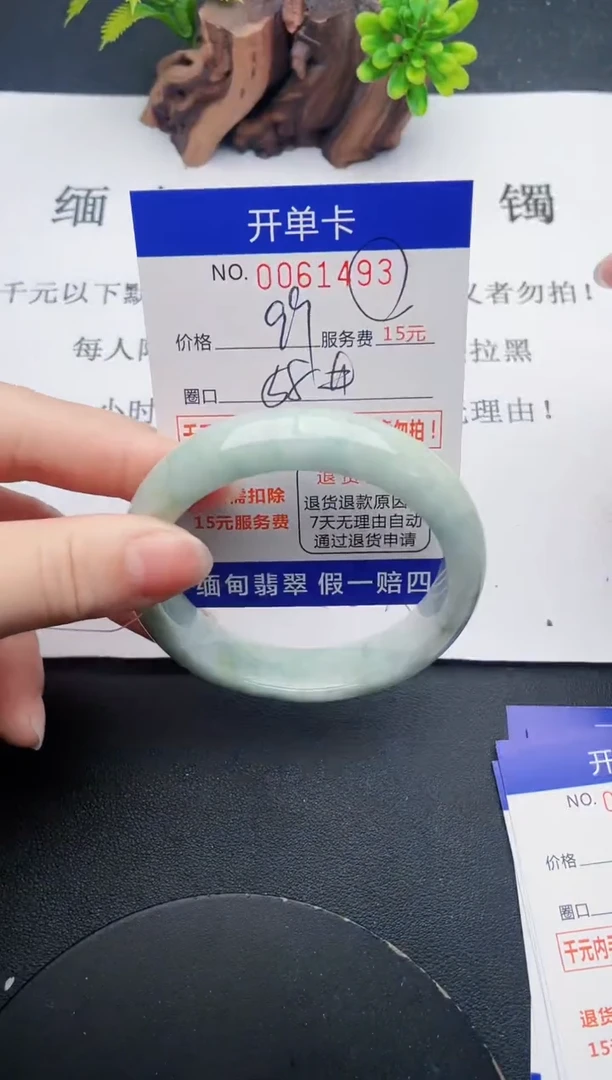 缅
镯
开单卡
NO. 0061493
千元以下
者勿拍！
价格 99 服务费 15元
每人
拉黑
圈口 58
小时
理由！
勿拍！
需扣除
15元服务费
退货退款原因
7天无理由自动
通过退货申请
缅甸翡翠 假一赔四
开
NO. 0
价格
圈口
千元内
退货
15